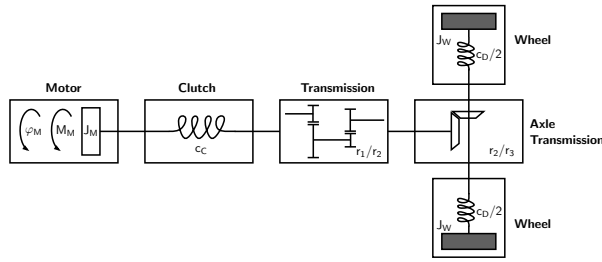 J_W
c_D/2
Wheel
Motor
Clutch
Transmission
φ_M
M_M
J_M
c_C
r_1/r_2
r_2/r_3
Axle
Transmission
J_W
c_D/2
Wheel